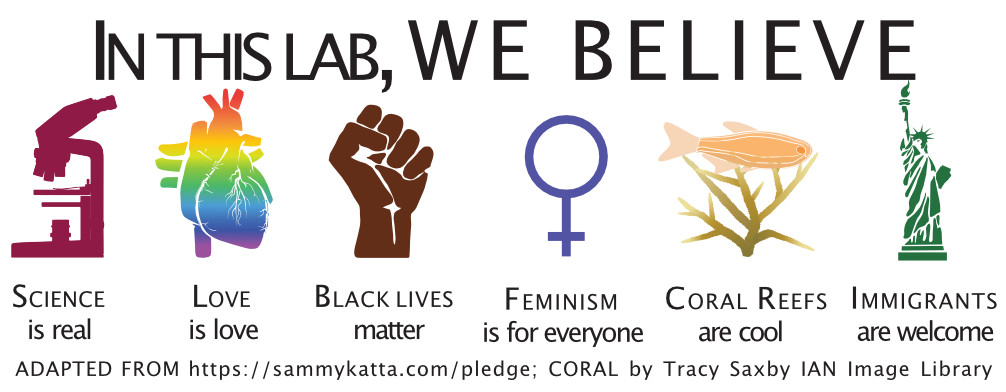 IN THIS LAB, WE BELIEVE
SCIENCE
is real
LOVE
is love
BLACK LIVES
matter
FEMINISM
is for everyone
CORAL REEFS
are cool
IMMIGRANTS
are welcome
ADAPTED FROM https://sammykatta.com/pledge; CORAL by Tracy Saxby IAN Image Library